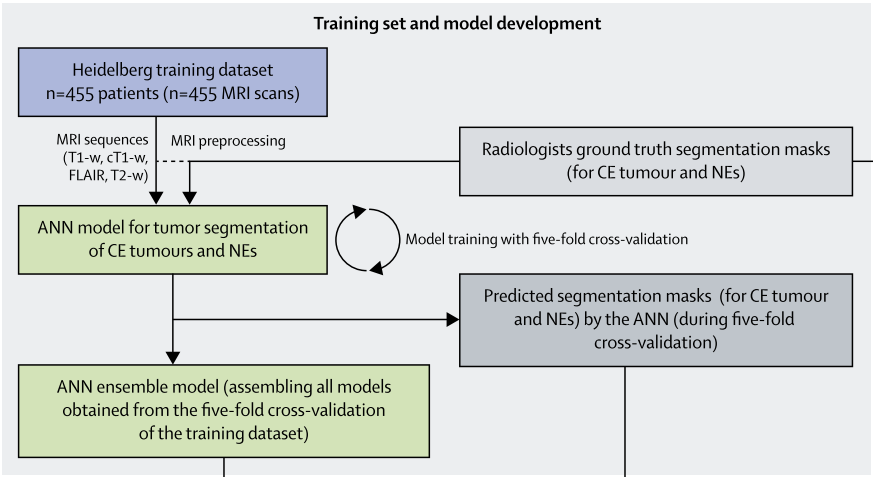 Training set and model development
Heidelberg training dataset
n=455 patients (n=455 MRI scans)
MRI sequences
(T1-w, cT1-w,
FLAIR, T2-w)
MRI preprocessing
Radiologists ground truth segmentation masks
(for CE tumour and NEs)
ANN model for tumor segmentation
of CE tumours and NEs
Model training with five-fold cross-validation
Predicted segmentation masks (for CE tumour
and NEs) by the ANN (during five-fold
cross-validation)
ANN ensemble model (assembling all models
obtained from the five-fold cross-validation
of the training dataset)